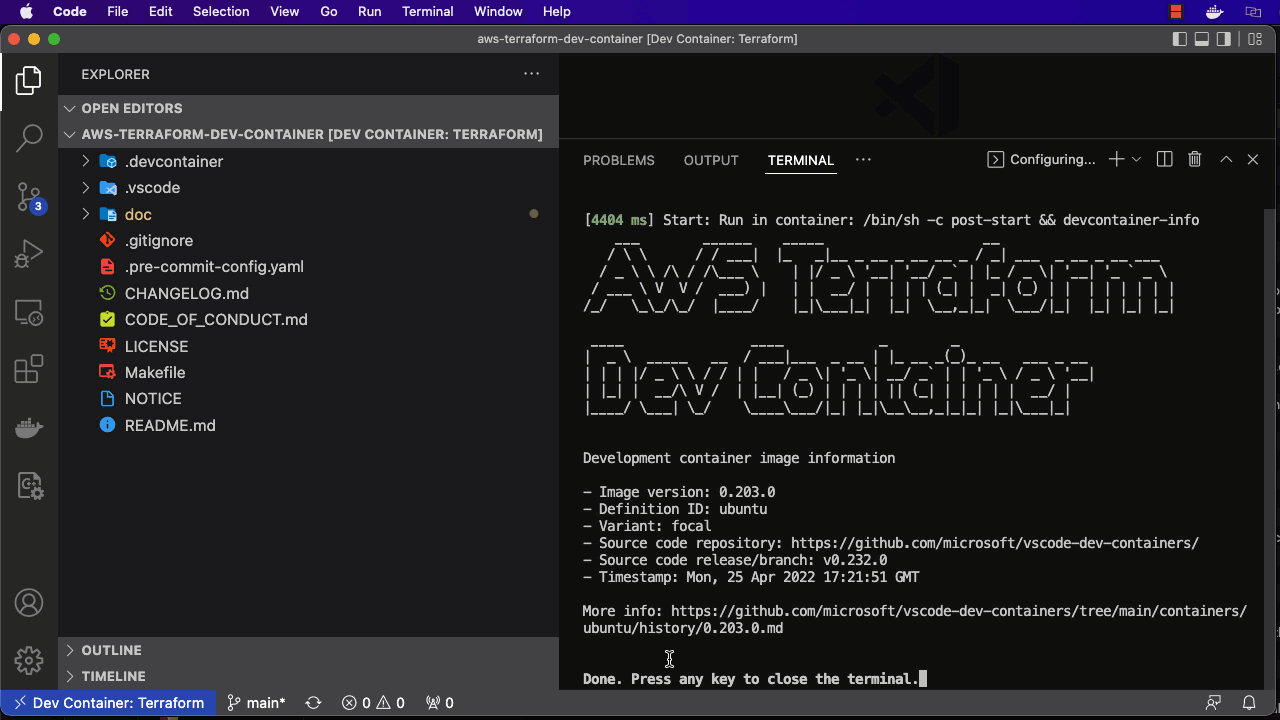 Code File Edit Selection View Go Run Terminal Window Help
aws-terraform-dev-container [Dev Container: Terraform]
EXPLORER
OPEN EDITORS
AWS-TERRAFORM-DEV-CONTAINER [DEV CONTAINER: TERRAFORM]
.devcontainer
.vscode
doc
.gitignore
.pre-commit-config.yaml
CHANGELOG.md
CODE_OF_CONDUCT.md
LICENSE
Makefile
NOTICE
README.md
OUTLINE
TIMELINE
3
PROBLEMS OUTPUT TERMINAL ··· Configuring...
[4404 ms] Start: Run in container: /bin/sh -c post-start && devcontainer-info
AWS Terraform
Dev Container
Development container image information
- Image version: 0.203.0
- Definition ID: ubuntu
- Variant: focal
- Source code repository: https://github.com/microsoft/vscode-dev-containers/
- Source code release/branch: v0.232.0
- Timestamp: Mon, 25 Apr 2022 17:21:51 GMT
More info: https://github.com/microsoft/vscode-dev-containers/tree/main/containers/
ubuntu/history/0.203.0.md
Done. Press any key to close the terminal.
Dev Container: Terraform main* 0 0 0